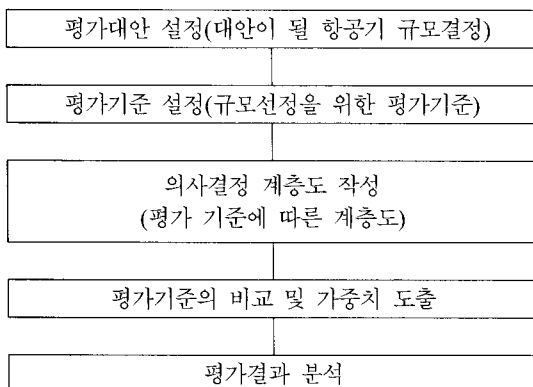 평가대안 설정(대안이 될 항공기 규모결정)
평가기준 설정(규모선정을 위한 평가기준)
의사결정 계층도 작성
(평가 기준에 따른 계층도)
평가기준의 비교 및 가중치 도출
평가결과 분석